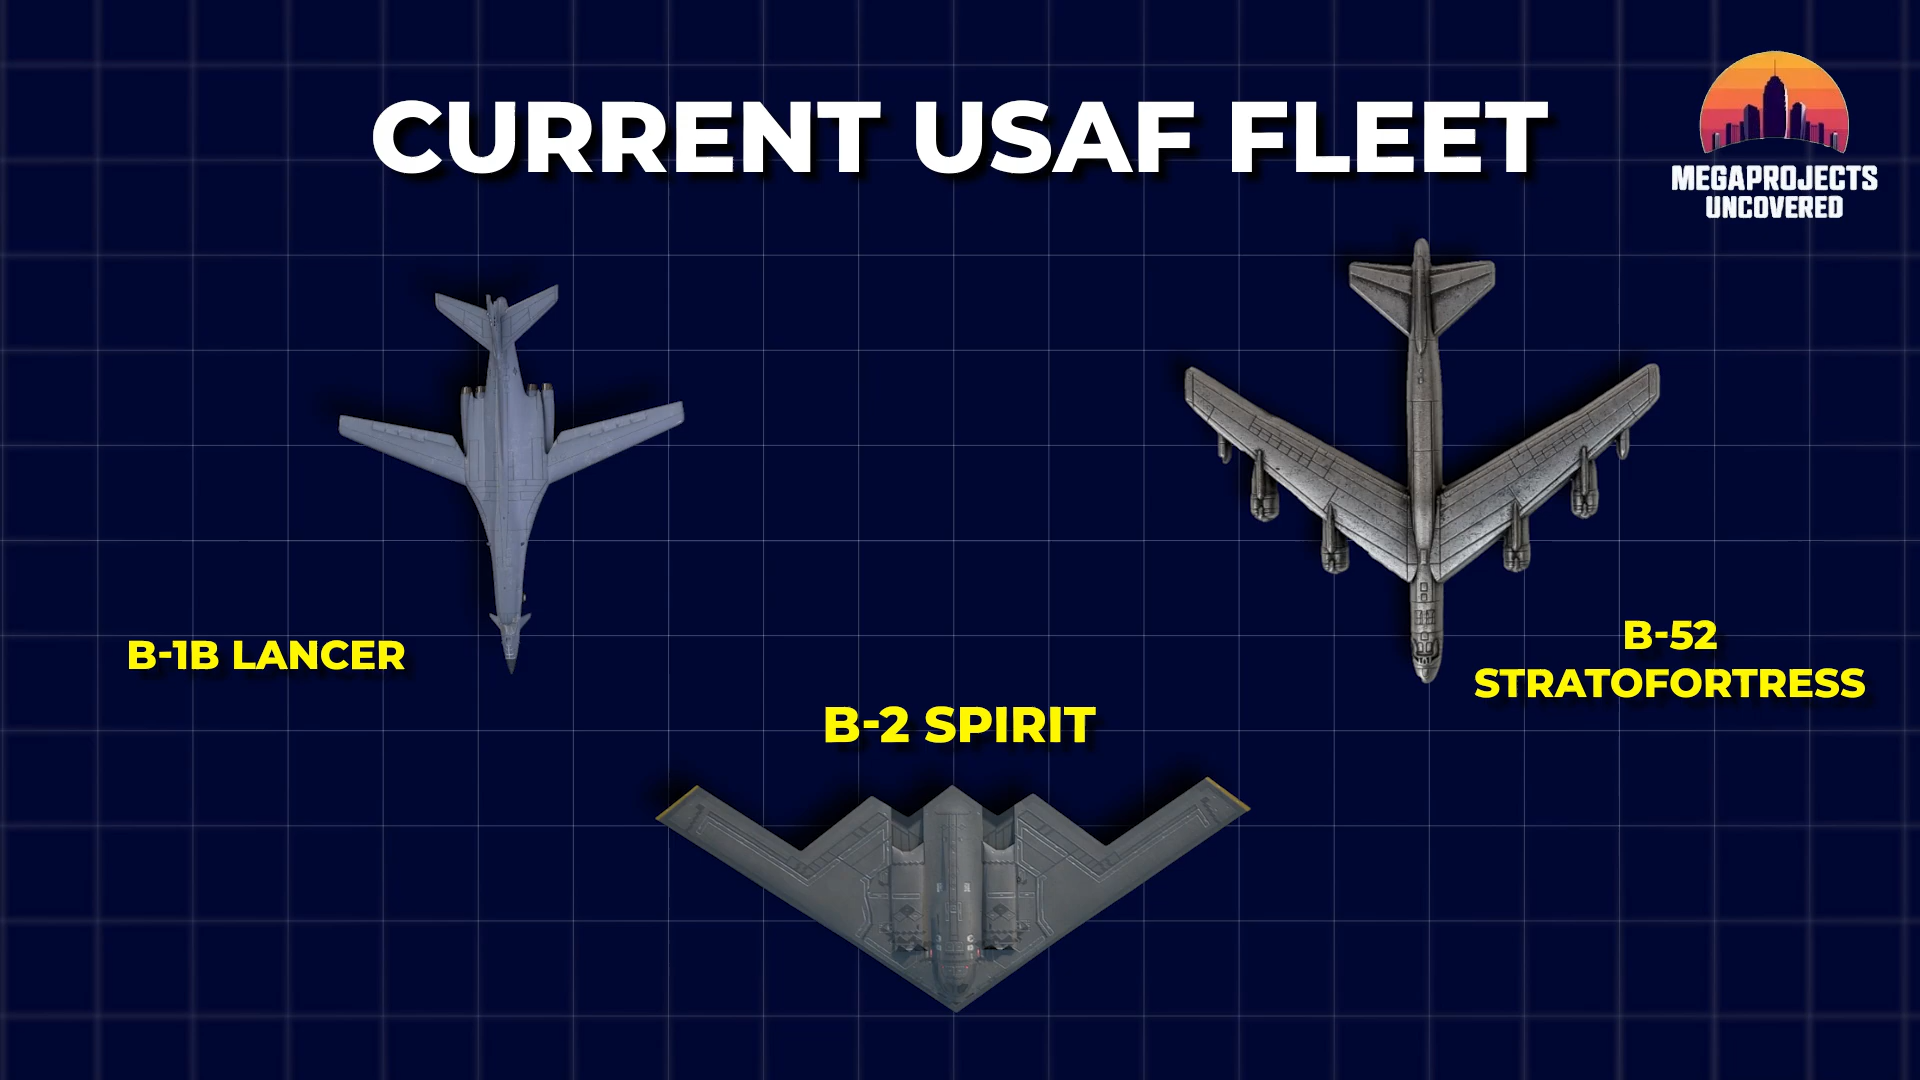 CURRENT USAF FLEET
MEGAPROJECTS
UNCOVERED
B-1B LANCER
B-52
STRATOFORTRESS
B-2 SPIRIT